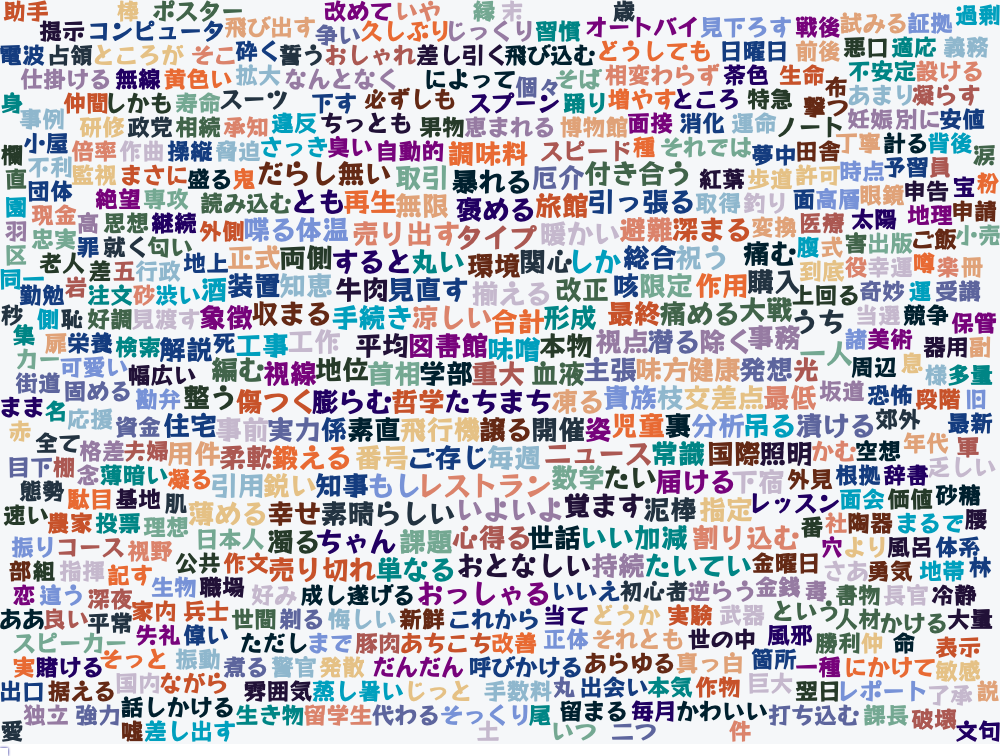 助手 棒 ポスター 改めて いや 縁 末 歳 過剰
提示 コンピュータ 飛び出す 争い 久しぶり じっくり 習慣 オートバイ 見下ろす 戦後 試みる 証拠
電波 占領 ところが そこ 砕く 誓う おしゃれ 差し引く 飛び込む どうしても 日曜日 前後 悪口 適応 義務
仕掛ける 無線 黄色い 拡大 なんとなく によって 個々 そば 相変わらず 茶色 生命 布 不安定 設ける
身 仲間 しかも 寿命 スーツ 下す 必ずしも スプーン 踊り 増やす ところ 特急 撃つ あまり 凝らす
事例 研修 政党 相続 承知 違反 ちっとも 男物 恵まれる 博物館 面接 消化 運命 ノート 妊娠 別に 安値
欄 小屋 倍率 作曲 操縦 脅迫 さっき 臭い 自動的 調味料 スピード 種 それでは 夢中 田舎 丁寧 計る 背後 涙
直 不利 監視 まさに 盛る 鬼 だらし無い 取引 暴れる 厄介 付き合う 紅葉 歩道 許可 時点 予習 員 粉
団体 絶望 専攻 読み込む とも 再生 無限 褒める 旅館 引っ張る 取得 釣り 面 高層 眼鏡 申告 宝
園 現金 高 思想 継続 外側 喋る 体温 売り出す タイプ 暖かい 避難 深まる 変換 医療 太陽 地理 申請
羽 忠実 罪 就く 匂い 地上 正式 両側 すると 丸い 環境 関心 しか 総合 祝う 痛む 腹 式 害 出版 ご飯 小売
区 老人 差 五 行政 装置 知恵 牛肉 見直す 揃える 改正 咳 限定 作用 購入 到底 役 幸運 噂 楽 冊
同一 勤勉 岩 注文 砂 渋い 酒 上回る 奇妙 運 受講
秒 側 恥 好調 見渡す 象徴 収まる 手続き 涼しい 合計 形成 最終 痛める 大戦 うち 当選 競争 保管
集 扉 栄養 検索 解説 死 工事 工作 平均 図書館 味噌 本物 視点 潜る 除く 事務 一人 諸 美術 器用 副
カー 可愛い 幅広い 編む 視線 地位 首相 学部 重大 血液 主張 味方 健康 発想 光 周辺 息 様 多量
街道 固める 勘弁 整う 傷つく 膨らむ 哲学 たちまち 凍る 貴族 枝 交差点 最低 坂道 恐怖 段階 旧
まま 名 応援 資金 住宅 事前 実力 係 素直 飛行機 譲る 開催 姿 児童 裏 分析 吊る 漬ける 郊外 最新
赤 全て 格差 夫婦 用件 柔軟 鍛える 番号 ご存じ 毎週 ニュース 常識 国際 照明 かむ 空想 年代 軍
目下 棚 念 薄暗い 凝る 引用 鋭い 知事 もし レストラン 数学 たい 届ける 下宿 外見 根拠 辞書 乏しい
態勢 駄目 基地 肌 薄める 幸せ 素晴らしい いよいよ 覚ます 泥棒 指定 レッスン 面会 価値 砂糖
速い 農家 投票 理想 日本人 濁る ちゃん 課題 心得る 世話 いい加減 割り込む 番 社 陶器 まるで 腰
振り コース 視野 公共 作文 売り切れ 単なる おとなしい 持続 たいてい 金曜日 穴 より 風呂 体系
部 組 指揮 記す 生物 職場 好み 成し遂げる おっしゃる いいえ 初心者 逆らう 金銭 毒 さあ 勇気 地帯 林
恋 違う 深夜 家内 兵士 世間 剃る 悔しい 新鮮 これから 当て どうか 実験 武器 という 書物 長官 冷静
ああ 良い 平常 失礼 偉い ただし まで 豚肉 あちこち 改善 正体 それとも 世の中 風邪 人材 かける 大量
スピーカー そっと 振動 煮る 警官 発散 だんだん 呼びかける あらゆる 真っ白 箇所 勝利 仲 命 表示
実 賭ける 国内 ながら 雰囲気 蒸し暑い じっと 手数料 丸 出会い 本気 作物 巨大 一種 にかけて 敏感
出口 据える 話しかける 生き物 留学生 代わる そっくり 尾 留まる 毎月 かわいい 翌日 レポート 了承 説
独立 強力 嘘 差し出す 打ち込む 課長 破壊
愛 士 いつ 二つ 件 文句